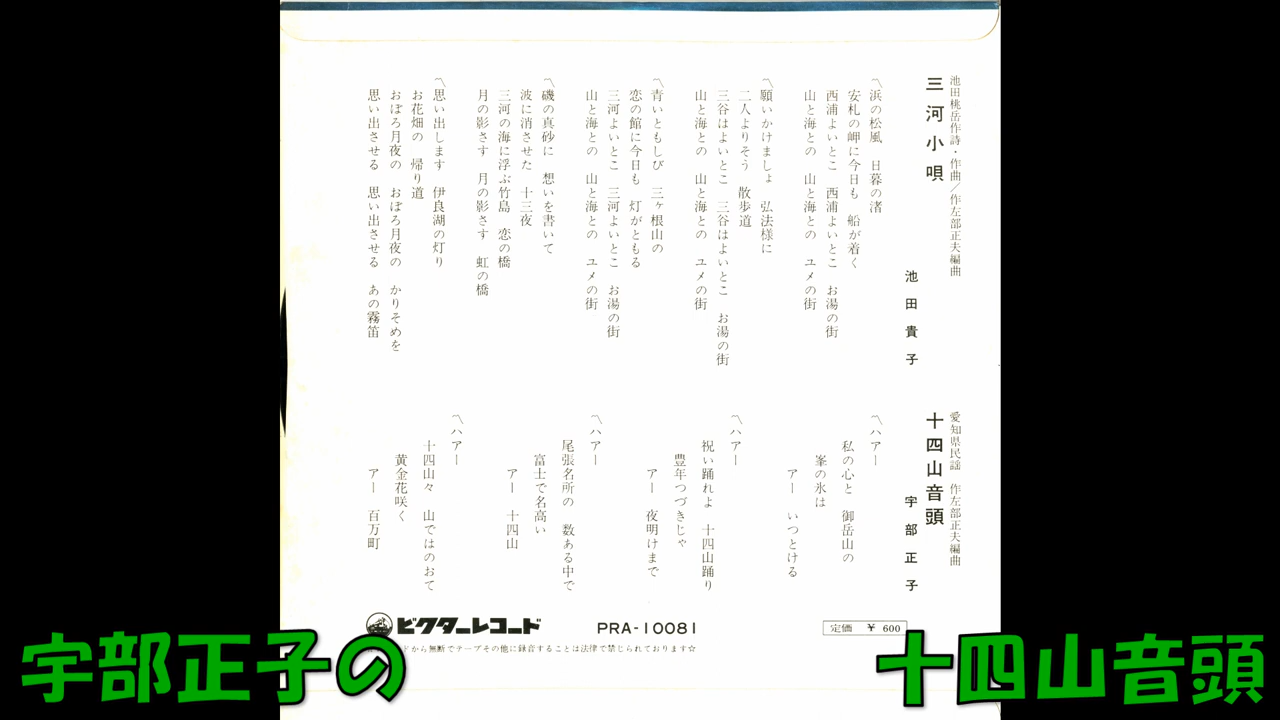 池田桃岳作詩・作曲/作左部正夫編曲
三河小唄
池田貴子
〽浜の松風 日暮の渚
安札の岬に今日も 船が着く
西浦よいとこ 西浦よいとこ お湯の街
山と海との 山と海との ユメの街
〽願いかけましょ 弘法様に
二人よりそう 散歩道
三谷はよいとこ 三谷はよいとこ お湯の街
山と海との 山と海との ユメの街
〽青いともしび 三ヶ根山の
恋の館に今日も 灯がともる
三河よいとこ 三河よいとこ お湯の街
山と海との 山と海との ユメの街
〽磯の真砂に 想いを書いて
波に消させた 十三夜
三河の海に浮ぶ竹島 恋の橋
月の影さす 月の影さす 虹の橋
〽思い出します 伊良湖の灯り
お花畑の 帰り道
おぼろ月夜の おぼろ月夜の かりそめを
思い出させる 思い出させる あの霧笛
愛知県民謡 作左部正夫編曲
十四山音頭
宇部正子
〽ハアー
私の心と 御岳山の
峯の氷は
アー いつとける
〽ハアー
祝い踊れよ 十四山踊り
豊年つづきじゃ
アー 夜明けまで
〽ハアー
尾張名所の 数ある中で
富士で名高い
アー 十四山
〽ハアー
十四山々 山ではのおて
黄金花咲く
アー 百万町
ビクターレコード
PRA-10081
定価 ¥ 600
ドから無断でテープその他に録音することは法律で禁じられております☆
宇部正子の
十四山音頭